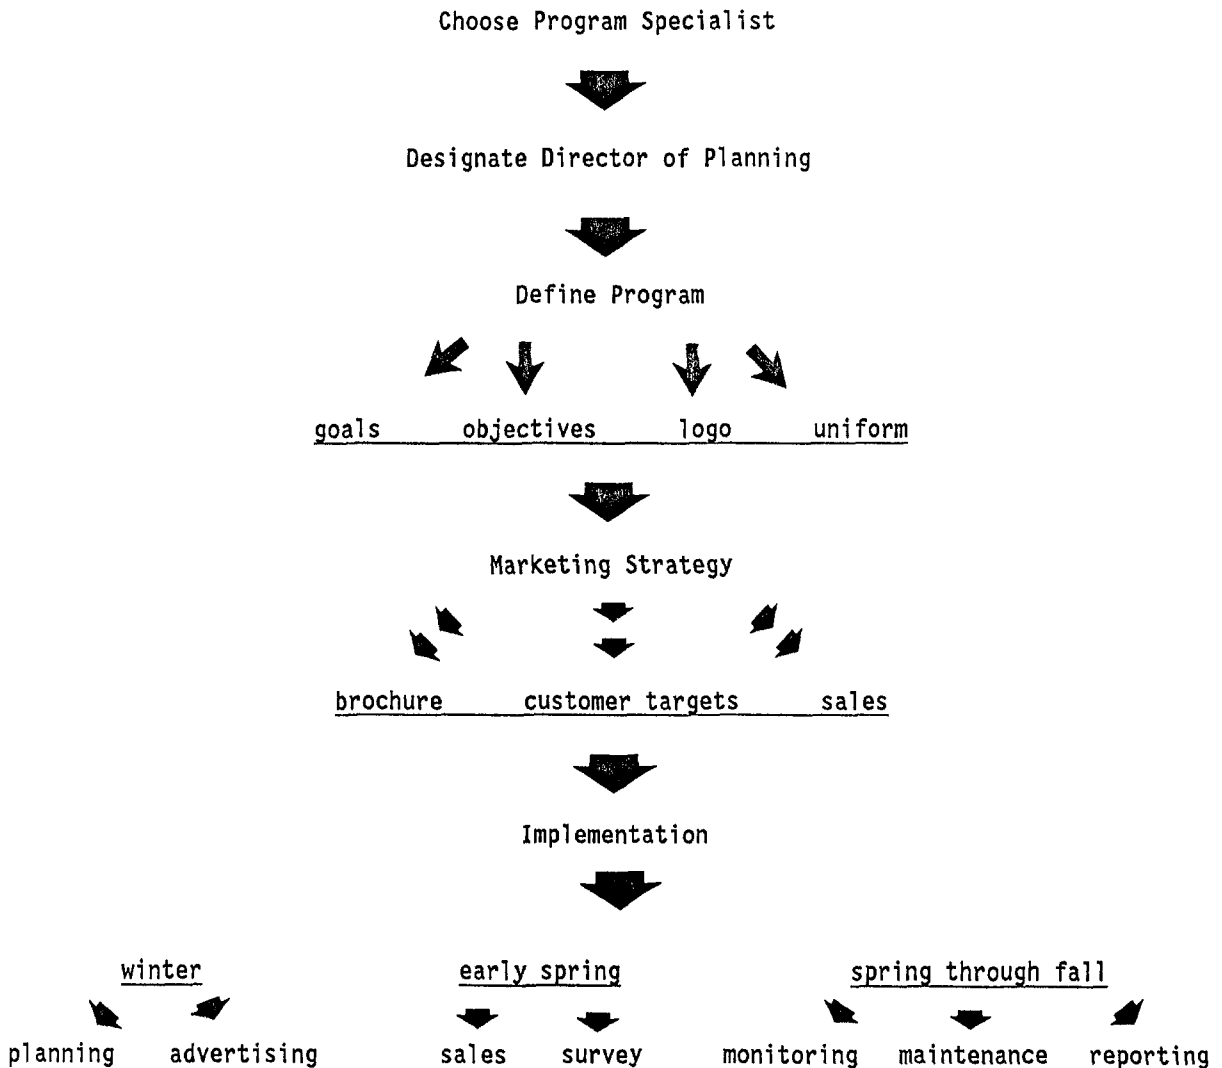 Choose Program Specialist
Designate Director of Planning
Define Program
goals objectives logo uniform
Marketing Strategy
brochure customer targets sales
Implementation
winter early spring spring through fall
planning advertising sales survey monitoring maintenance reporting